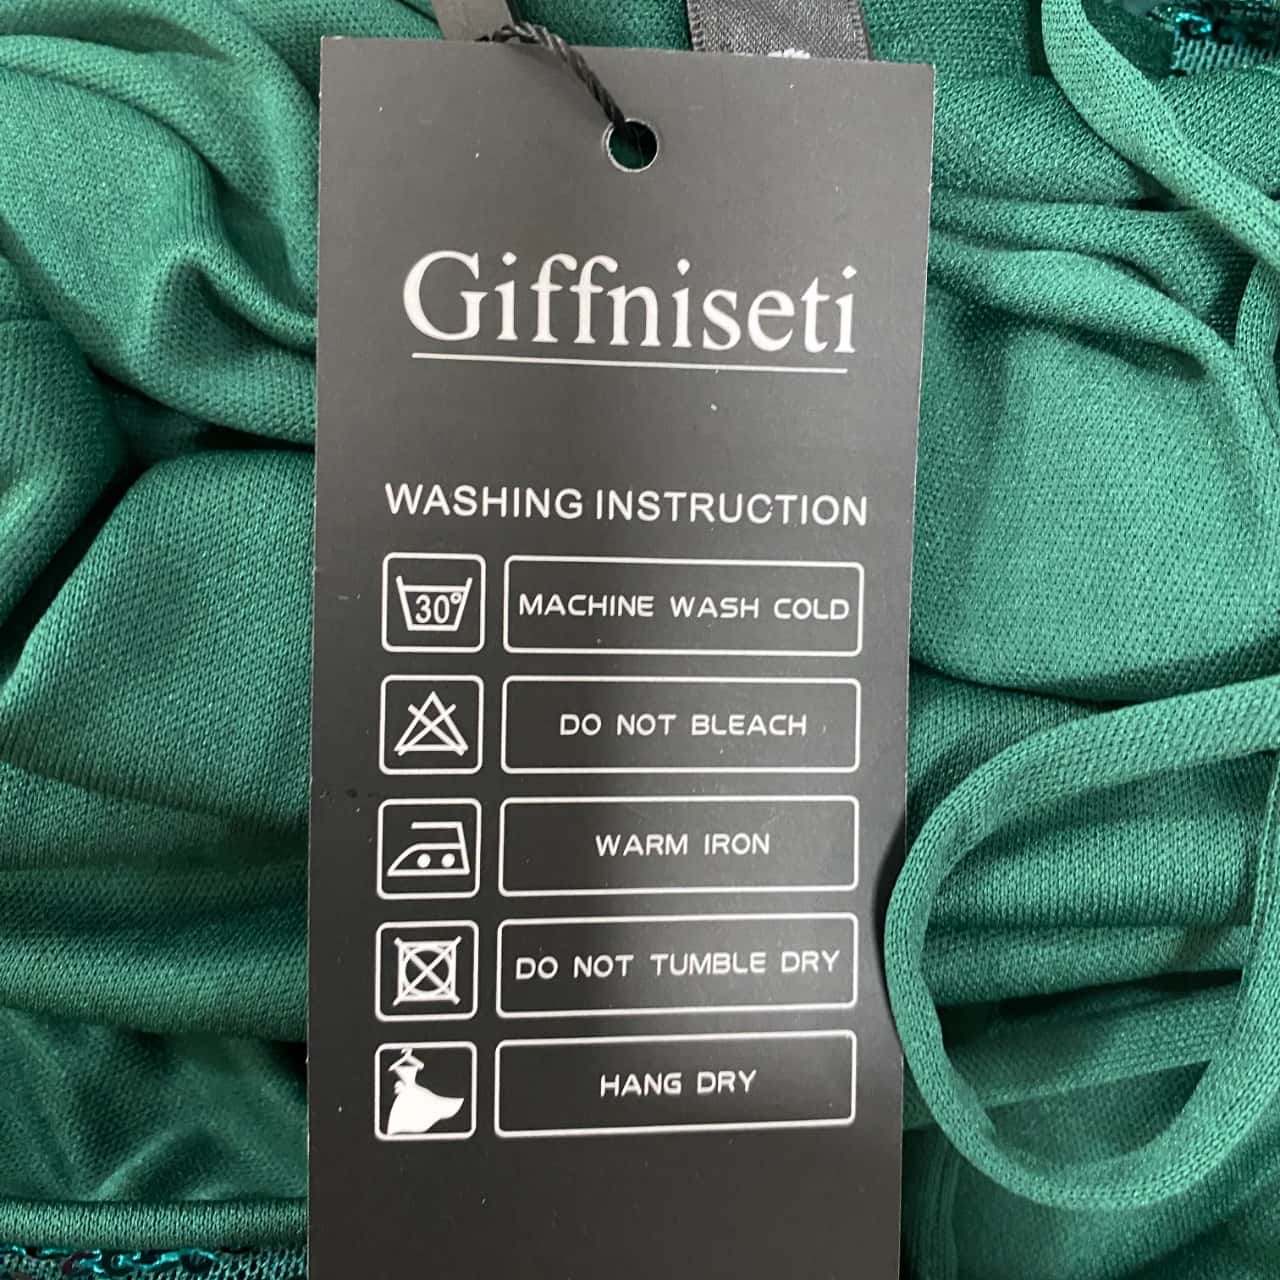 Giffniseti
WASHING INSTRUCTION
30° MACHINE WASH COLD
DO NOT BLEACH
WARM IRON
DO NOT TUMBLE DRY
HANG DRY